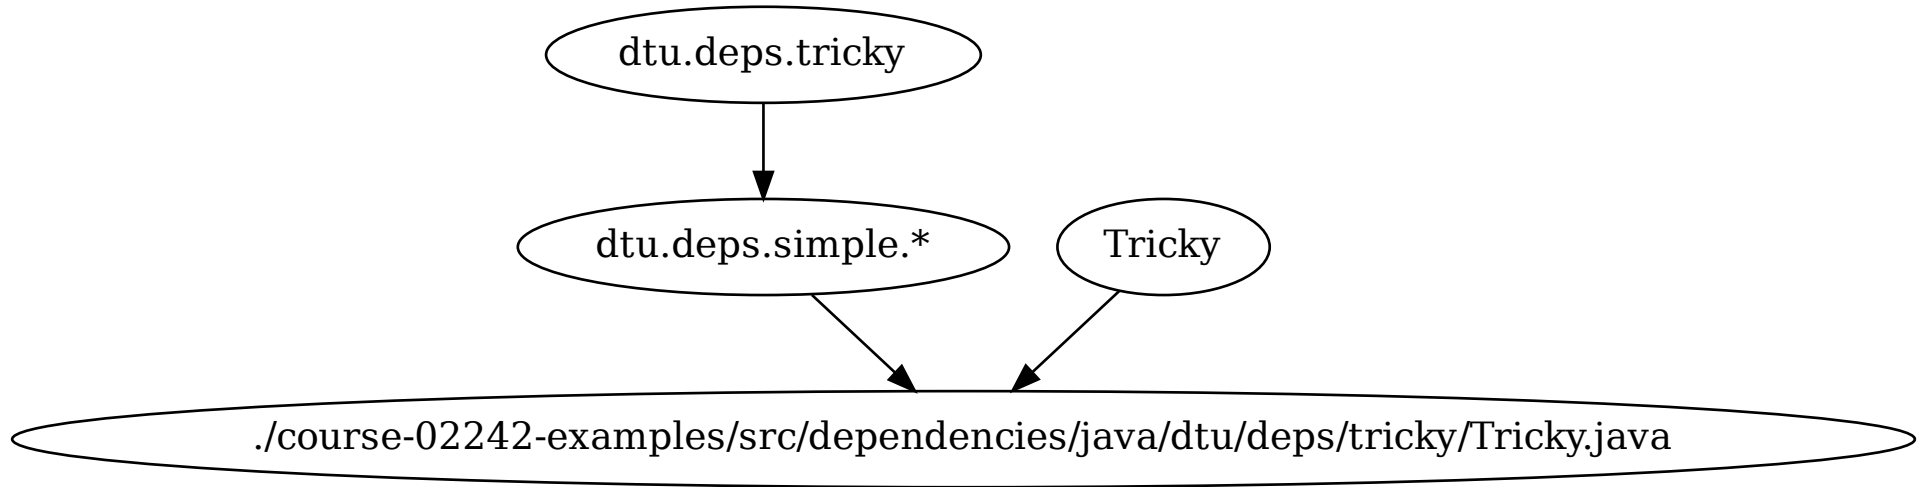 dtu.deps.tricky
dtu.deps.simple.*
Tricky
./course-02242-examples/src/dependencies/java/dtu/deps/tricky/Tricky.java